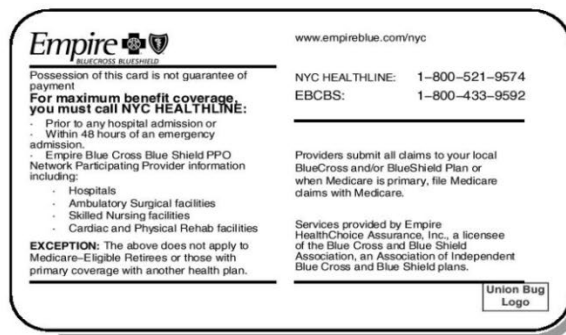 Empire
BLUECROSS BLUESHIELD
Possession of this card is not guarantee of
payment
For maximum benefit coverage,
you must call NYC HEALTHLINE:
· Prior to any hospital admission or
· Within 48 hours of an emergency
admission.
· Empire Blue Cross Blue Shield PPO
Network Participating Provider information
including:
· Hospitals
· Ambulatory Surgical facilities
· Skilled Nursing facilities
· Cardiac and Physical Rehab facilities
EXCEPTION: The above does not apply to
Medicare-Eligible Retirees or those with
primary coverage with another health plan.
www.empireblue.com/nyc
NYC HEALTHLINE: 1-800-521-9574
EBCBS: 1-800-433-9592
Providers submit all claims to your local
BlueCross and/or BlueShield Plan or
when Medicare is primary, file Medicare
claims with Medicare.
Services provided by Empire
HealthChoice Assurance, Inc., a licensee
of the Blue Cross and Blue Shield
Association, an Association of Independent
Blue Cross and Blue Shield plans.
Union Bug
Logo